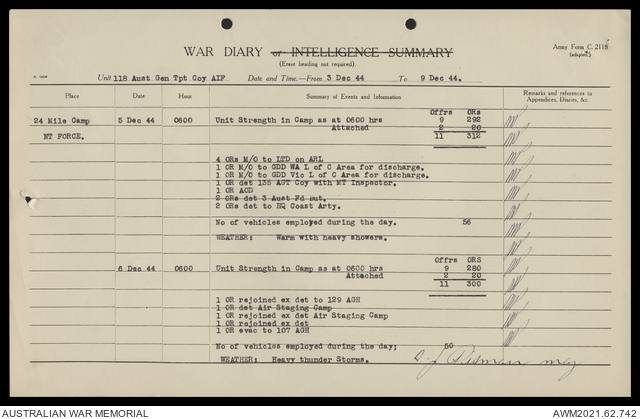 WAR DIARY or INTELLIGENCE SUMMARY
Army Form C. 2118
(adapted)
(Erase heading not required).
Unit 118 Aust Gen Tpt Coy AIF Date and Time.—From 3 Dec 44 To 9 Dec 44.
Place Date Hour Summary of Events and Information Remarks and references to Appendices, Diaries, &c.
Offrs ORs
24 Mile Camp 5 Dec 44 0600 Unit Strength in Camp as at 0600 hrs 9 292
NT FORCE. Attached 2 20
11 312
4 ORs M/O to LTD on ARL
1 OR M/O to GDD WA L of C Area for discharge.
1 OR M/O to GDD Vic L of C Area for discharge.
1 OR det 135 AGT Coy with MT Inspector.
1 OR AOD
2 ORs det 3 Aust Fd But.
2 ORs det to HQ Coast Arty.
No of vehicles employed during the day. 56
WEATHER: Warm with heavy showers.
Offrs ORS
6 Dec 44 0600 Unit Strength in Camp as at 0600 hrs 9 280
Attached 2 20
11 300
1 OR rejoined ex det to 129 AGH
1 OR det Air Staging Camp
1 OR rejoined ex det Air Staging Camp
1 OR rejoined ex det
1 OR evac to 107 AGH
No of vehicles employed during the day; 50
WEATHER: Heavy thunder Storms.
Maj
AUSTRALIAN WAR MEMORIAL
AWM2021.62.742